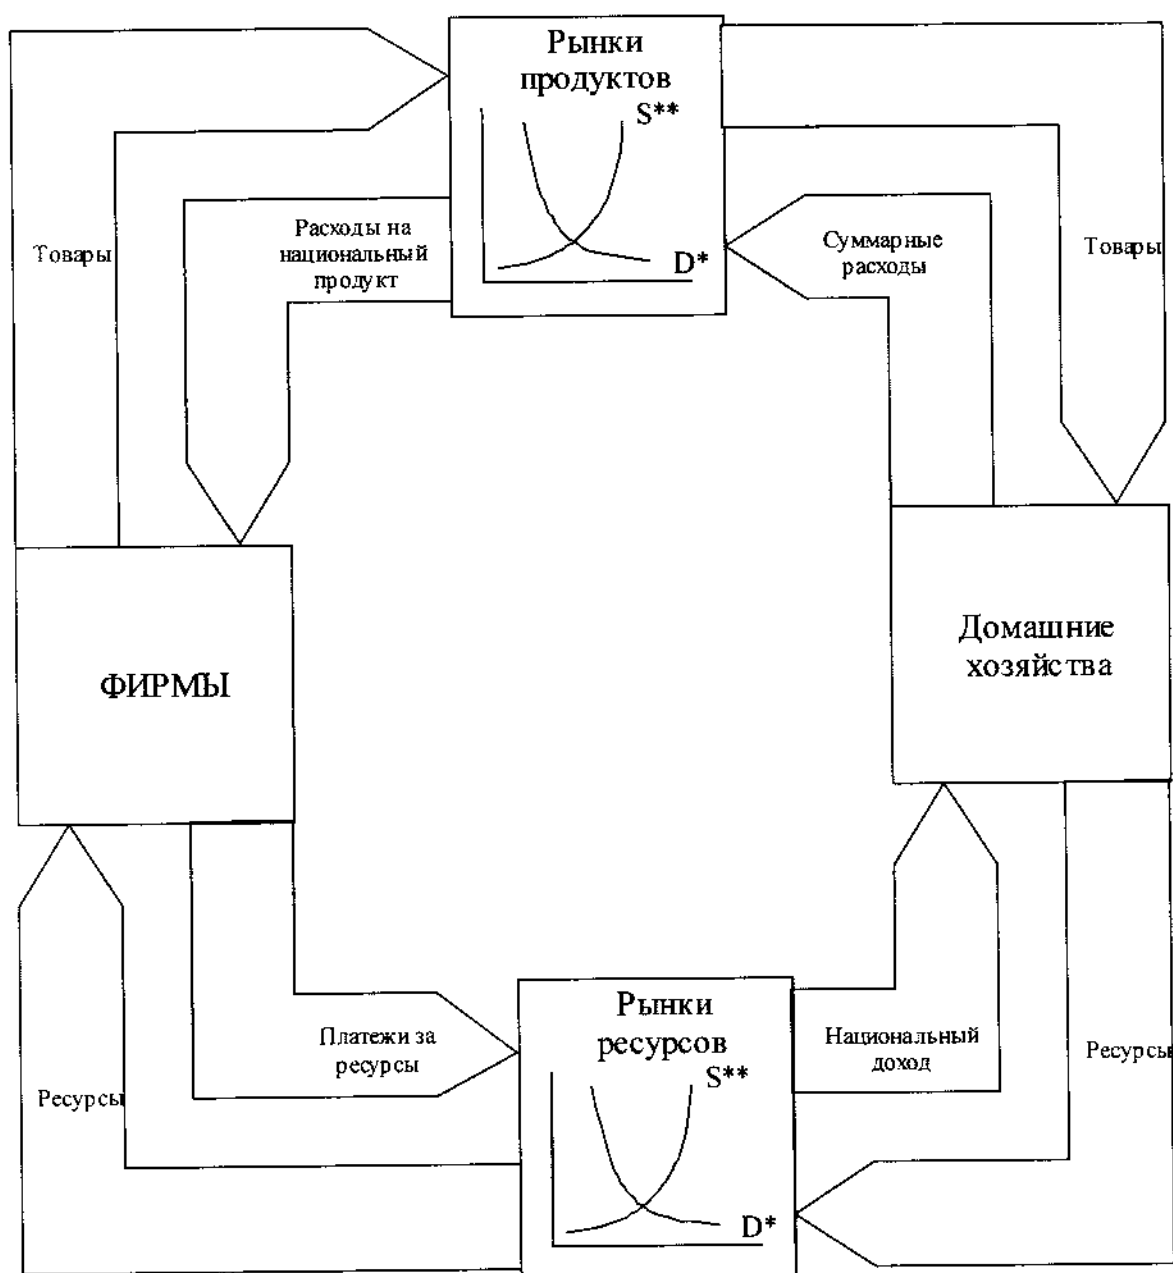 Рынки
продуктов
S**
D*
Товары
Расходы на
национальный
продукт
Суммарные
расходы
Товары
ФИРМЫ
Домашние
хозяйства
Платежи за
ресурсы
Рынки
ресурсов
S**
D*
Национальный
доход
Ресурсы
Ресурсы